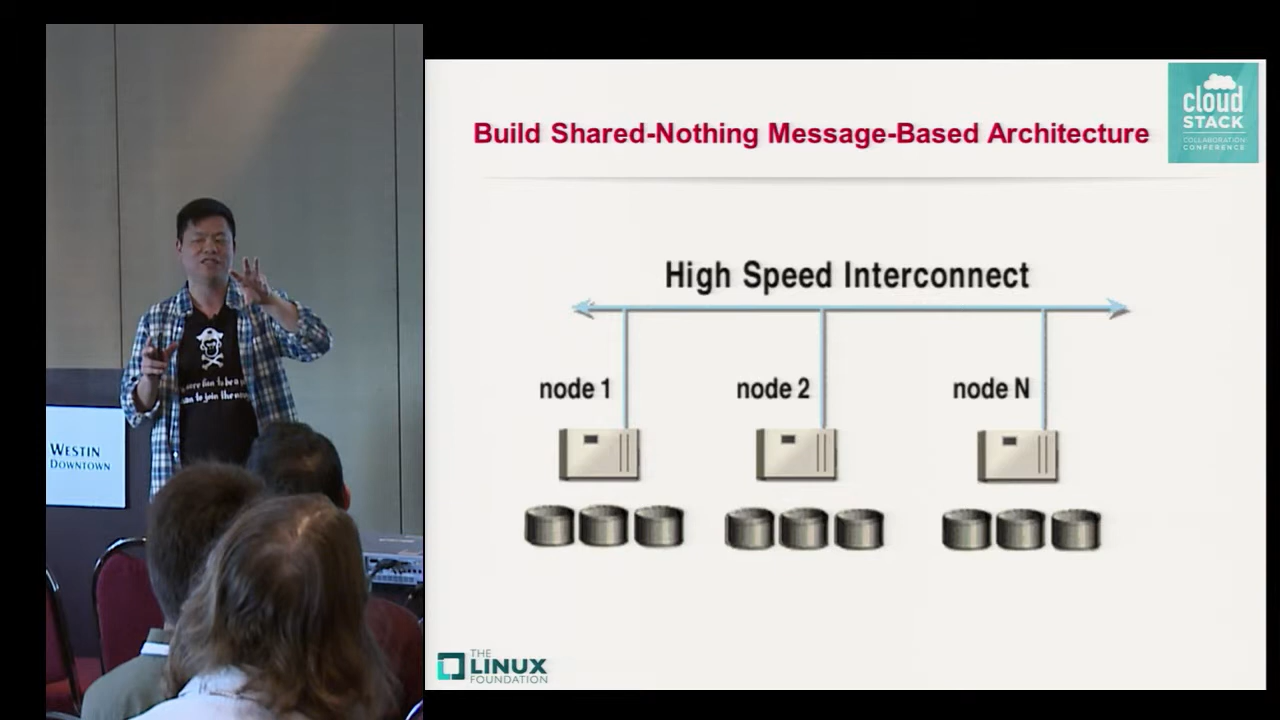 Build Shared-Nothing Message-Based Architecture
cloud
STACK
COLLABORATION
CONFERENCE
High Speed Interconnect
node 1
node 2
node N
WESTIN
DOWNTOWN
THE
LINUX
FOUNDATION